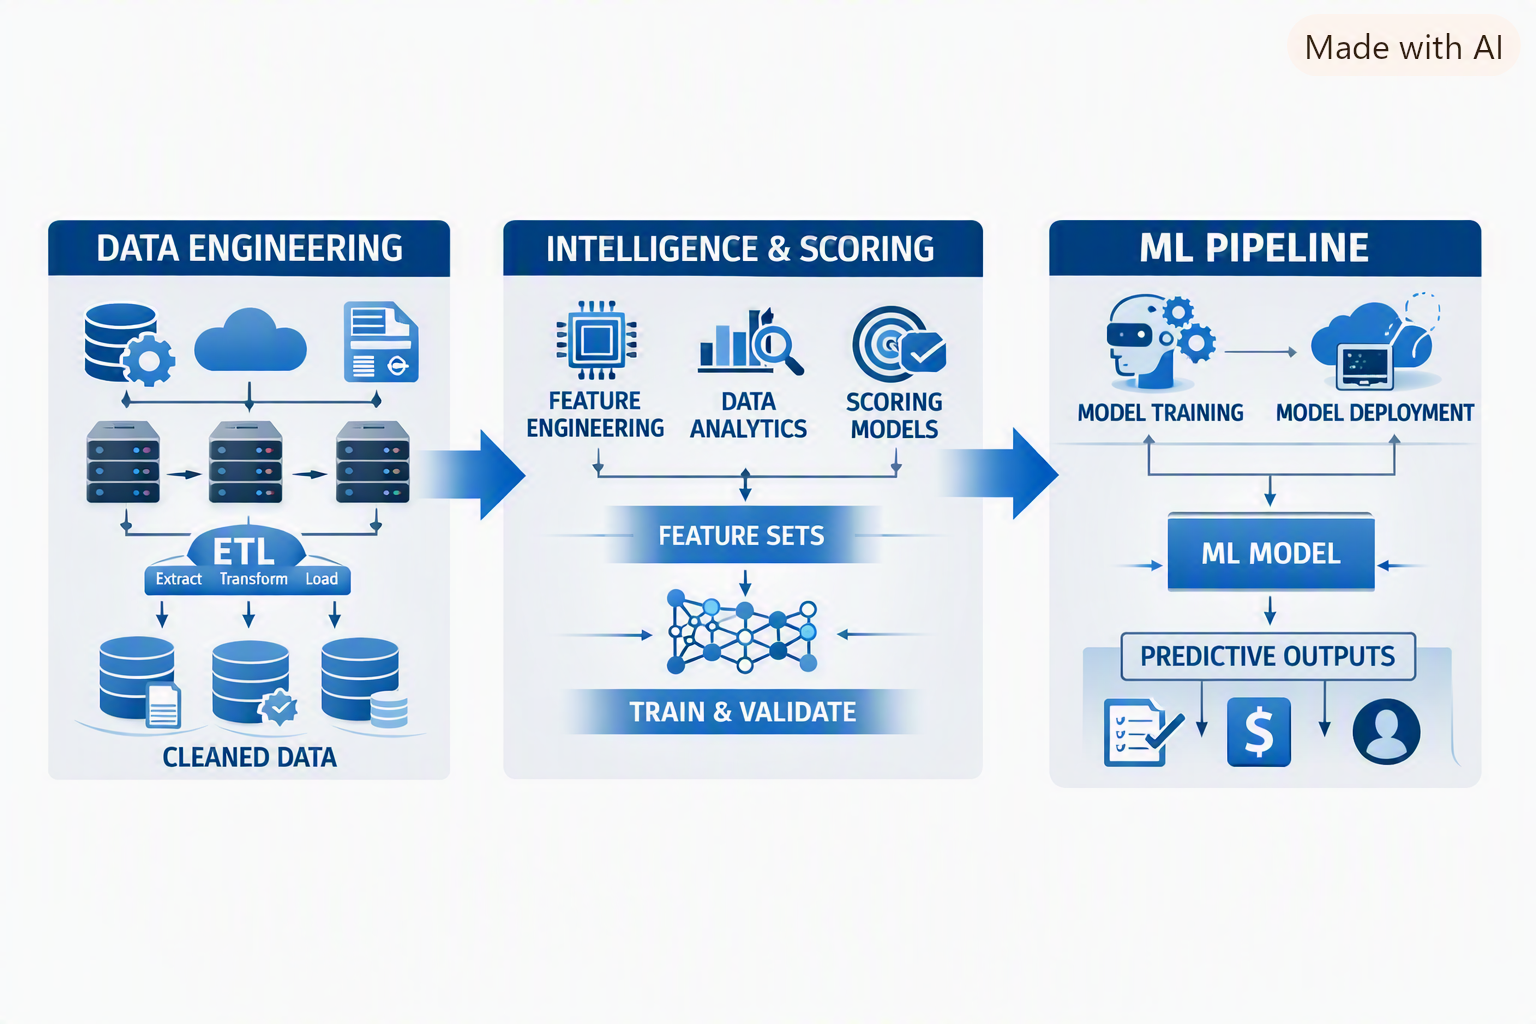 Made with AI
DATA ENGINEERING
ETL
Extract Transform Load
CLEANED DATA
INTELLIGENCE & SCORING
FEATURE
ENGINEERING
DATA
ANALYTICS
SCORING
MODELS
FEATURE SETS
TRAIN & VALIDATE
ML PIPELINE
MODEL TRAINING
MODEL DEPLOYMENT
ML MODEL
PREDICTIVE OUTPUTS
$